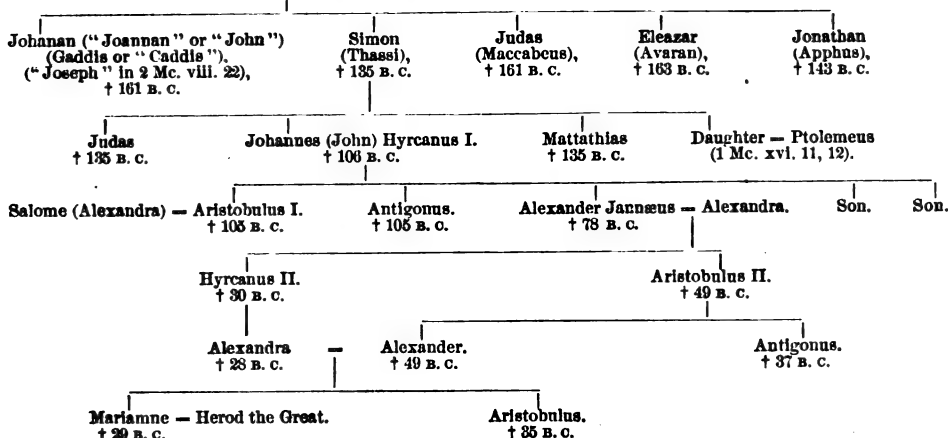 Johanan (“Joannan” or “John”) Simon Judas Eleazar Jonathan
(Gaddis or “Caddis”), (Thassi), (Maccabeus), (Avaran), (Apphus),
(“Joseph” in 2 Mc. viii. 22), † 135 B. C. † 161 B. C. † 163 B. C. † 143 B. C.
† 161 B. C.
Judas Johannes (John) Hyrcanus I. Mattathias Daughter = Ptolemeus
† 135 B. C. † 106 B. C. † 135 B. C. (1 Mc. xvi. 11, 12).
Salome (Alexandra) = Aristobulus I. Antigonus. Alexander Jannæus = Alexandra. Son. Son.
† 105 B. C. † 105 B. C. † 78 B. C.
Hyrcanus II. Aristobulus II.
† 30 B. C. † 49 B. C.
Alexandra = Alexander. Antigonus.
† 28 B. C. † 49 B. C. † 37 B. C.
Mariamne = Herod the Great. Aristobulus.
† 29 B. C. † 35 B. C.